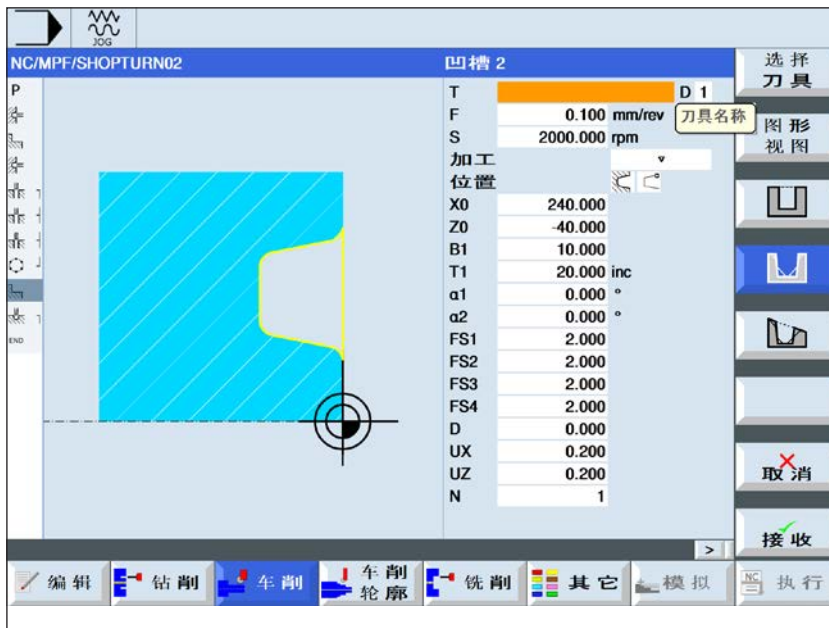 JOG
NC/MPF/SHOPTURN02
凹槽 2
P
END
T D 1
F 0.100 mm/rev
刀具名称
S 2000.000 rpm
加工
位置
X0 240.000
Z0 -40.000
B1 10.000
T1 20.000 inc
α1 0.000 °
α2 0.000 °
FS1 2.000
FS2 2.000
FS3 2.000
FS4 2.000
D 0.000
UX 0.200
UZ 0.200
N 1
选择
刀具
图形
视图
取消
接收
>
编辑
钻削
车削
车削
轮廓
铣削
其它
模拟
NC
执行